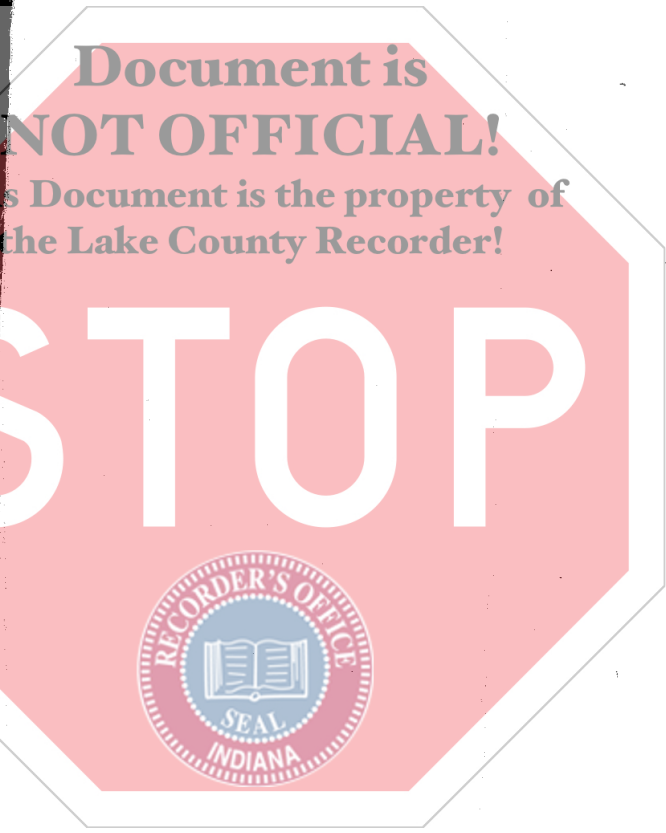 Document is
NOT OFFICIAL!
s Document is the property of
the Lake County Recorder!
STOP
RECORDER'S OFFICE
SEAL
INDIANA